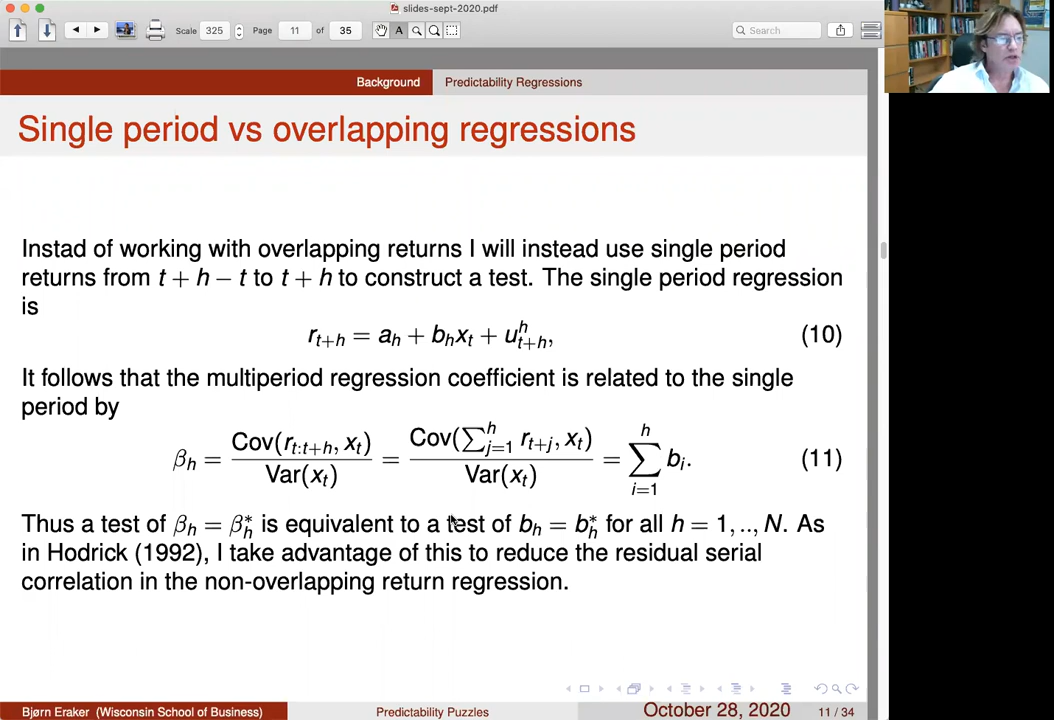 slides-sept-2020.pdf
Scale 325 Page 11 of 35 A Search...
Background Predictability Regressions
Single period vs overlapping regressions
Instad of working with overlapping returns I will instead use single period
returns from t + h − t to t + h to construct a test. The single period regression
is
r_{t+h} = a_h + b_h x_t + u^h_{t+h}, (10)
It follows that the multiperiod regression coefficient is related to the single
period by
β_h = Cov(r_{t:t+h}, x_t) / Var(x_t) = Cov(∑^h_{j=1} r_{t+j}, x_t) / Var(x_t) = ∑^h_{i=1} b_i. (11)
Thus a test of β_h = β^*_h is equivalent to a test of b_h = b^*_h for all h = 1, .., N. As
in Hodrick (1992), I take advantage of this to reduce the residual serial
correlation in the non-overlapping return regression.
Bjørn Eraker (Wisconsin School of Business) Predictability Puzzles October 28, 2020 11 / 34